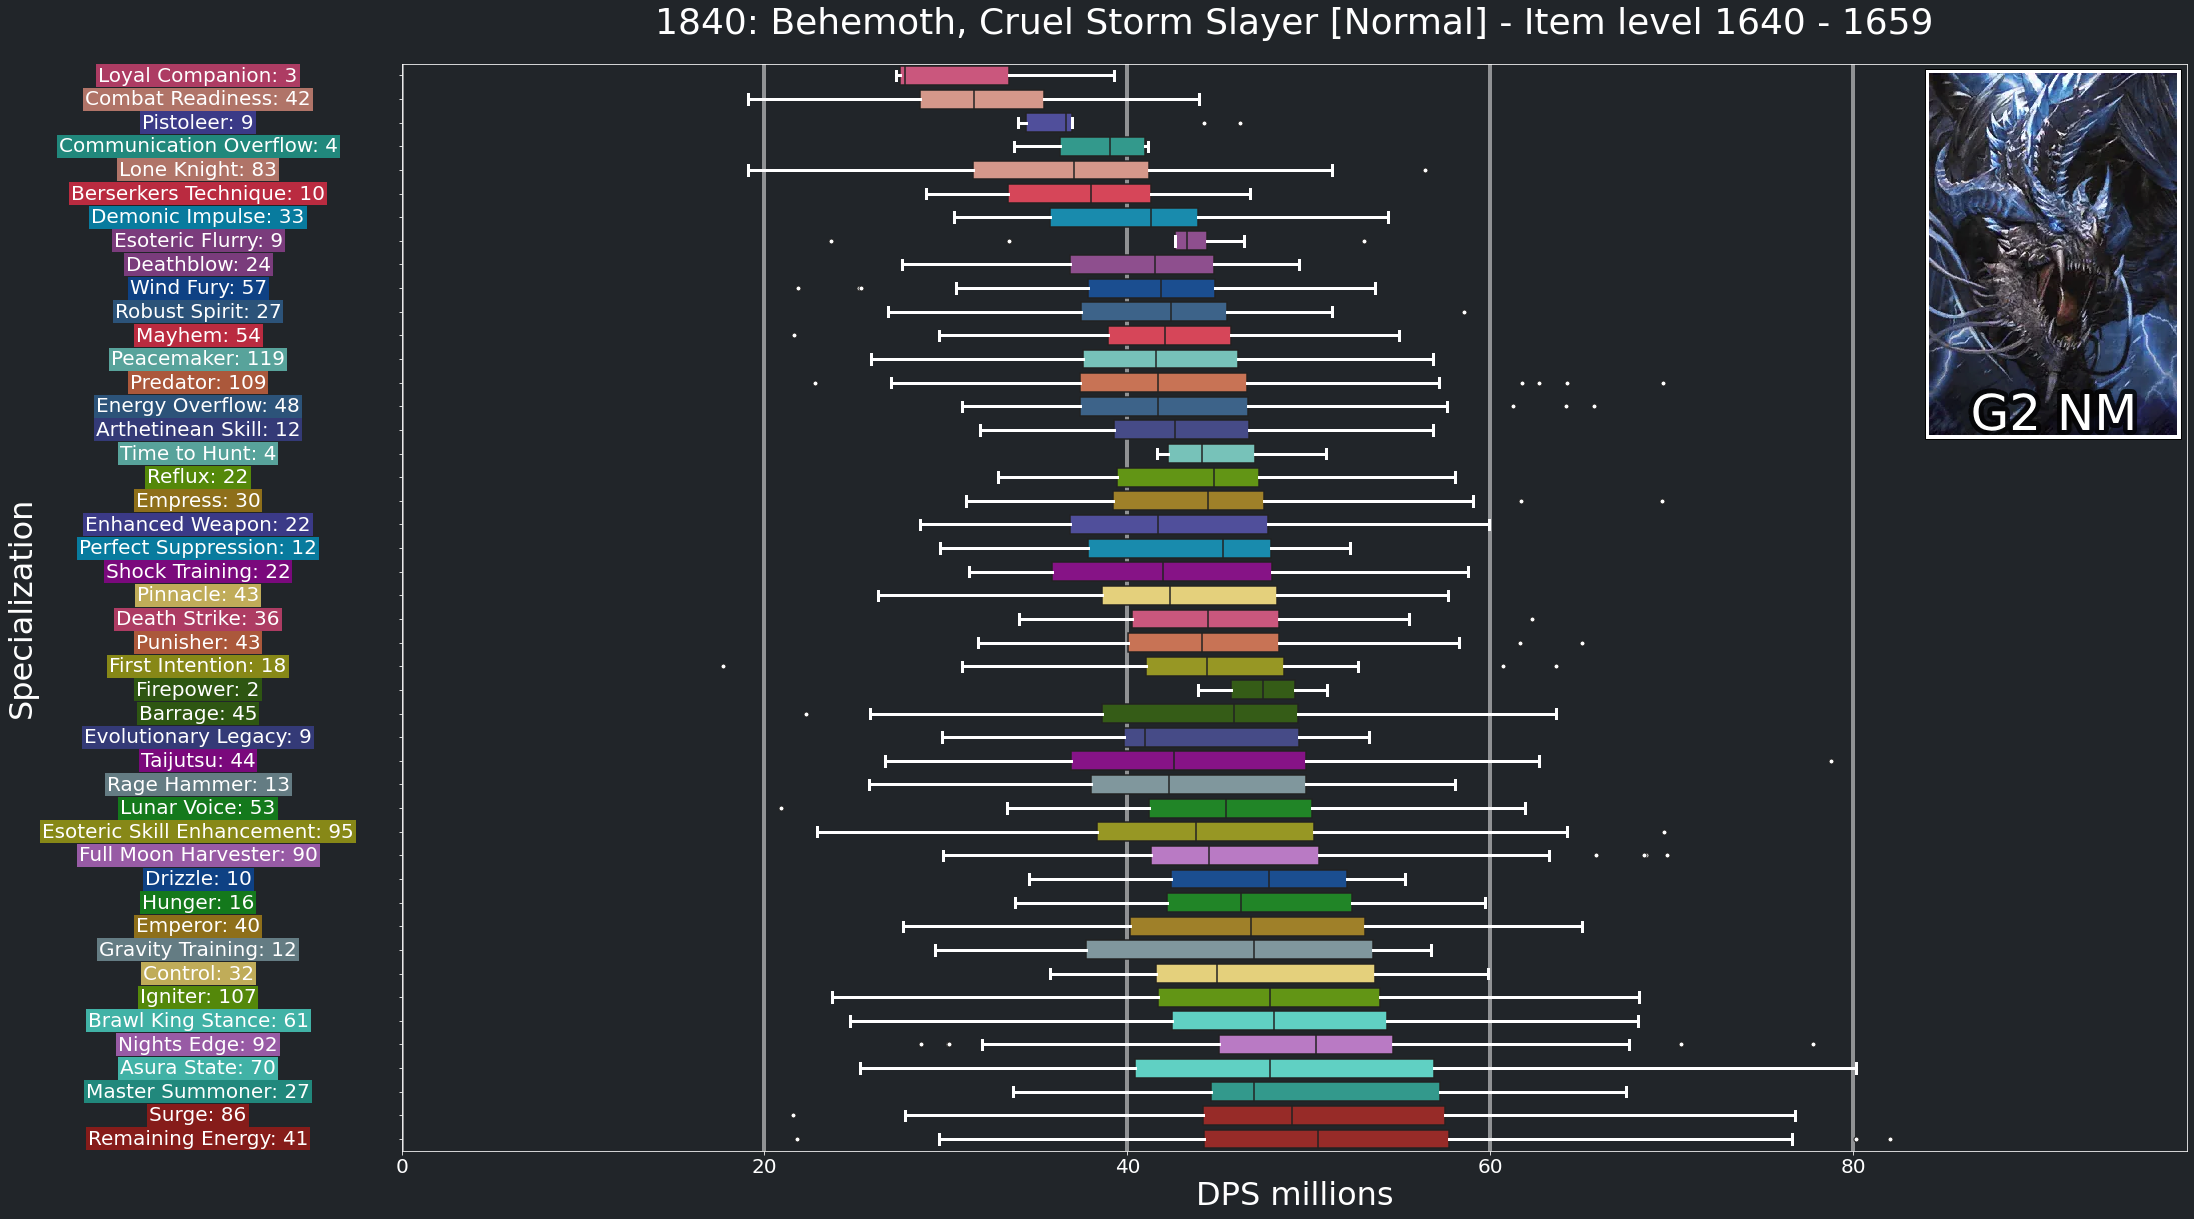 1840: Behemoth, Cruel Storm Slayer [Normal] - Item level 1640 - 1659
Loyal Companion: 3
Combat Readiness: 42
Pistoleer: 9
Communication Overflow: 4
Lone Knight: 83
Berserkers Technique: 10
Demonic Impulse: 33
Esoteric Flurry: 9
Deathblow: 24
Wind Fury: 57
Robust Spirit: 27
Mayhem: 54
Peacemaker: 119
Predator: 109
Energy Overflow: 48
Arthetinean Skill: 12
Time to Hunt: 4
Reflux: 22
Empress: 30
Enhanced Weapon: 22
Perfect Suppression: 12
Shock Training: 22
Pinnacle: 43
Death Strike: 36
Punisher: 43
First Intention: 18
Firepower: 2
Barrage: 45
Evolutionary Legacy: 9
Taijutsu: 44
Rage Hammer: 13
Lunar Voice: 53
Esoteric Skill Enhancement: 95
Full Moon Harvester: 90
Drizzle: 10
Hunger: 16
Emperor: 40
Gravity Training: 12
Control: 32
Igniter: 107
Brawl King Stance: 61
Nights Edge: 92
Asura State: 70
Master Summoner: 27
Surge: 86
Remaining Energy: 41
Specialization
G2 NM
0 20 40 60 80
DPS millions